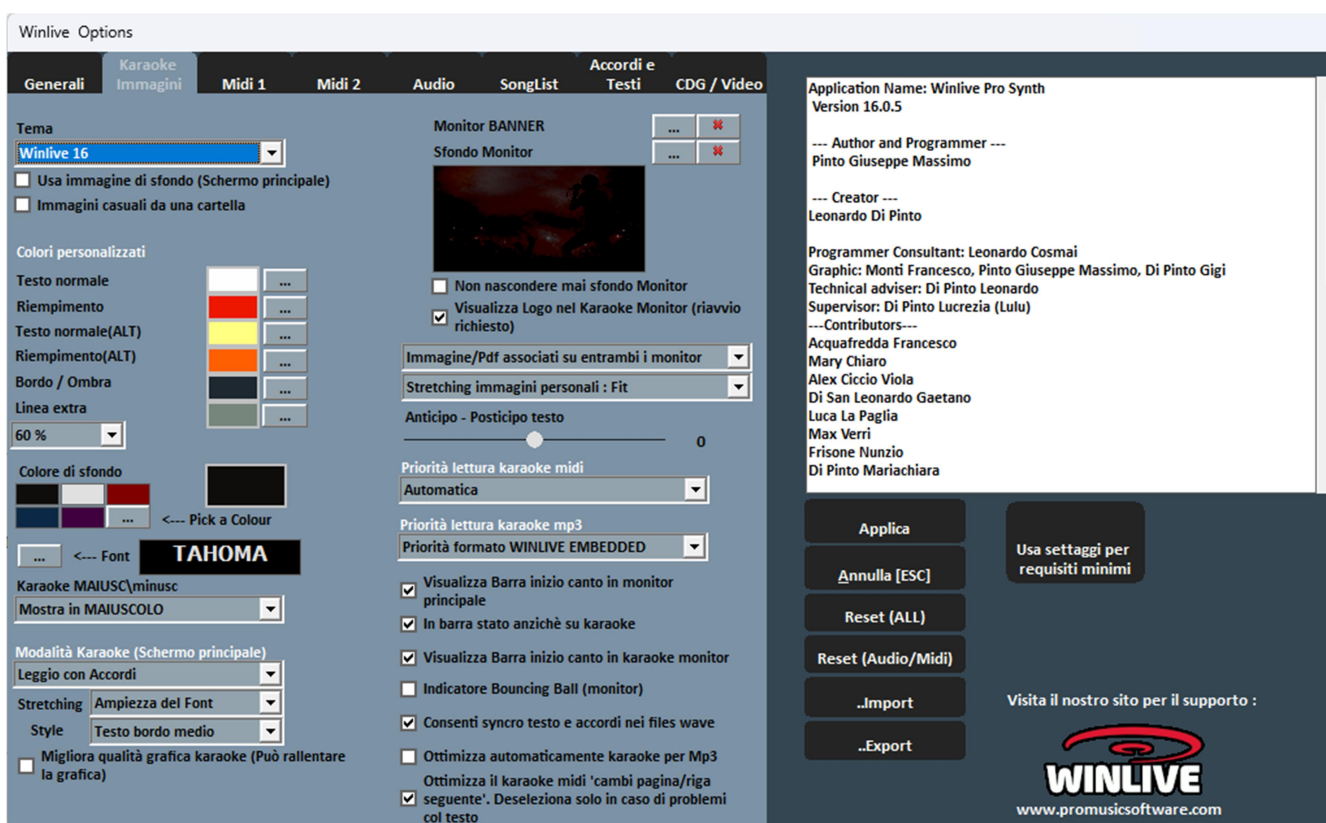 Winlive Options
Generali
Karaoke
Immagini
Midi 1
Midi 2
Audio
SongList
Accordi e
Testi
CDG / Video
Tema
Winlive 16
Usa immagine di sfondo (Schermo principale)
Immagini casuali da una cartella
Colori personalizzati
Testo normale
...
Riempimento
...
Testo normale(ALT)
...
Riempimento(ALT)
...
Bordo / Ombra
...
Linea extra
...
60 %
Colore di sfondo
...
<--- Pick a Colour
...
<--- Font
TAHOMA
Karaoke MAIUSC\minusc
Mostra in MAIUSCOLO
Modalità Karaoke (Schermo principale)
Leggio con Accordi
Stretching
Ampiezza del Font
Style
Testo bordo medio
Migliora qualità grafica karaoke (Può rallentare
la grafica)
Monitor BANNER
...
Sfondo Monitor
...
Non nascondere mai sfondo Monitor
Visualizza Logo nel Karaoke Monitor (riavvio
richiesto)
Immagine/Pdf associati su entrambi i monitor
Stretching immagini personali : Fit
Anticipo - Posticipo testo
0
Priorità lettura karaoke midi
Automatica
Priorità lettura karaoke mp3
Priorità formato WINLIVE EMBEDDED
Visualizza Barra inizio canto in monitor
principale
In barra stato anzichè su karaoke
Visualizza Barra inizio canto in karaoke monitor
Indicatore Bouncing Ball (monitor)
Consenti syncro testo e accordi nei files wave
Ottimizza automaticamente karaoke per Mp3
Ottimizza il karaoke midi 'cambi pagina/riga
seguente'. Deseleziona solo in caso di problemi
col testo
Application Name: Winlive Pro Synth
Version 16.0.5
--- Author and Programmer ---
Pinto Giuseppe Massimo
--- Creator ---
Leonardo Di Pinto
Programmer Consultant: Leonardo Cosmai
Graphic: Monti Francesco, Pinto Giuseppe Massimo, Di Pinto Gigi
Technical adviser: Di Pinto Leonardo
Supervisor: Di Pinto Lucrezia (Lulu)
---Contributors---
Acquafredda Francesco
Mary Chiaro
Alex Ciccio Viola
Di San Leonardo Gaetano
Luca La Paglia
Max Verri
Frisone Nunzio
Di Pinto Mariachiara
Applica
Annulla [ESC]
Reset (ALL)
Reset (Audio/Midi)
..Import
..Export
Usa settaggi per
requisiti minimi
Visita il nostro sito per il supporto :
WINLIVE
www.promusicsoftware.com